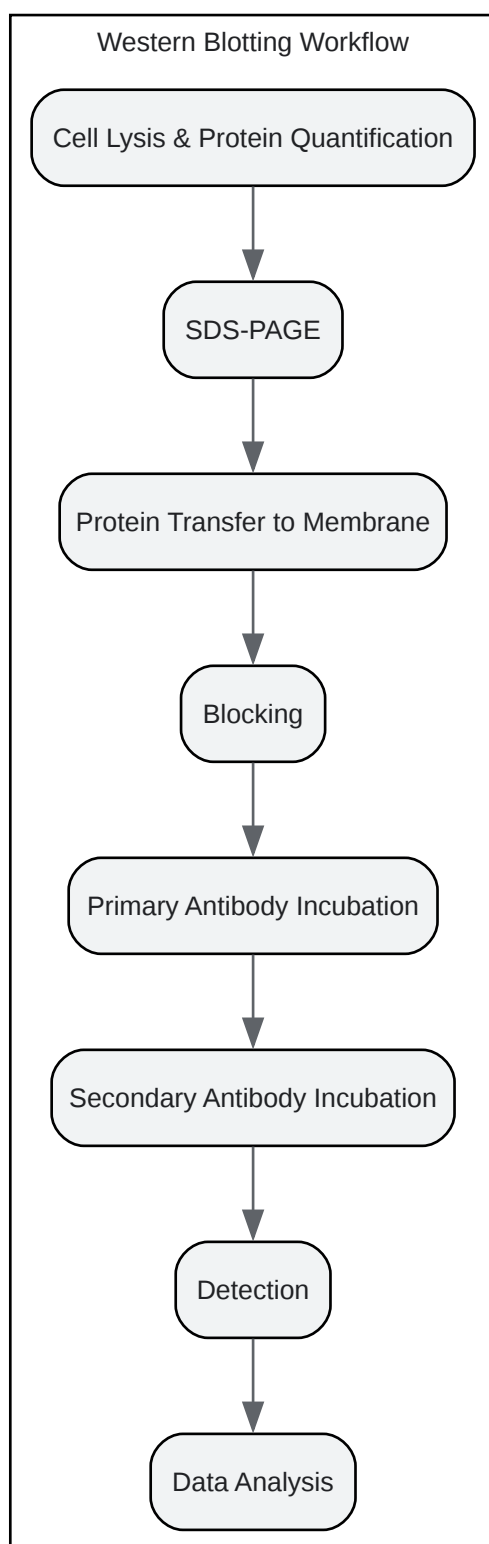 Western Blotting Workflow
Cell Lysis & Protein Quantification
SDS-PAGE
Protein Transfer to Membrane
Blocking
Primary Antibody Incubation
Secondary Antibody Incubation
Detection
Data Analysis